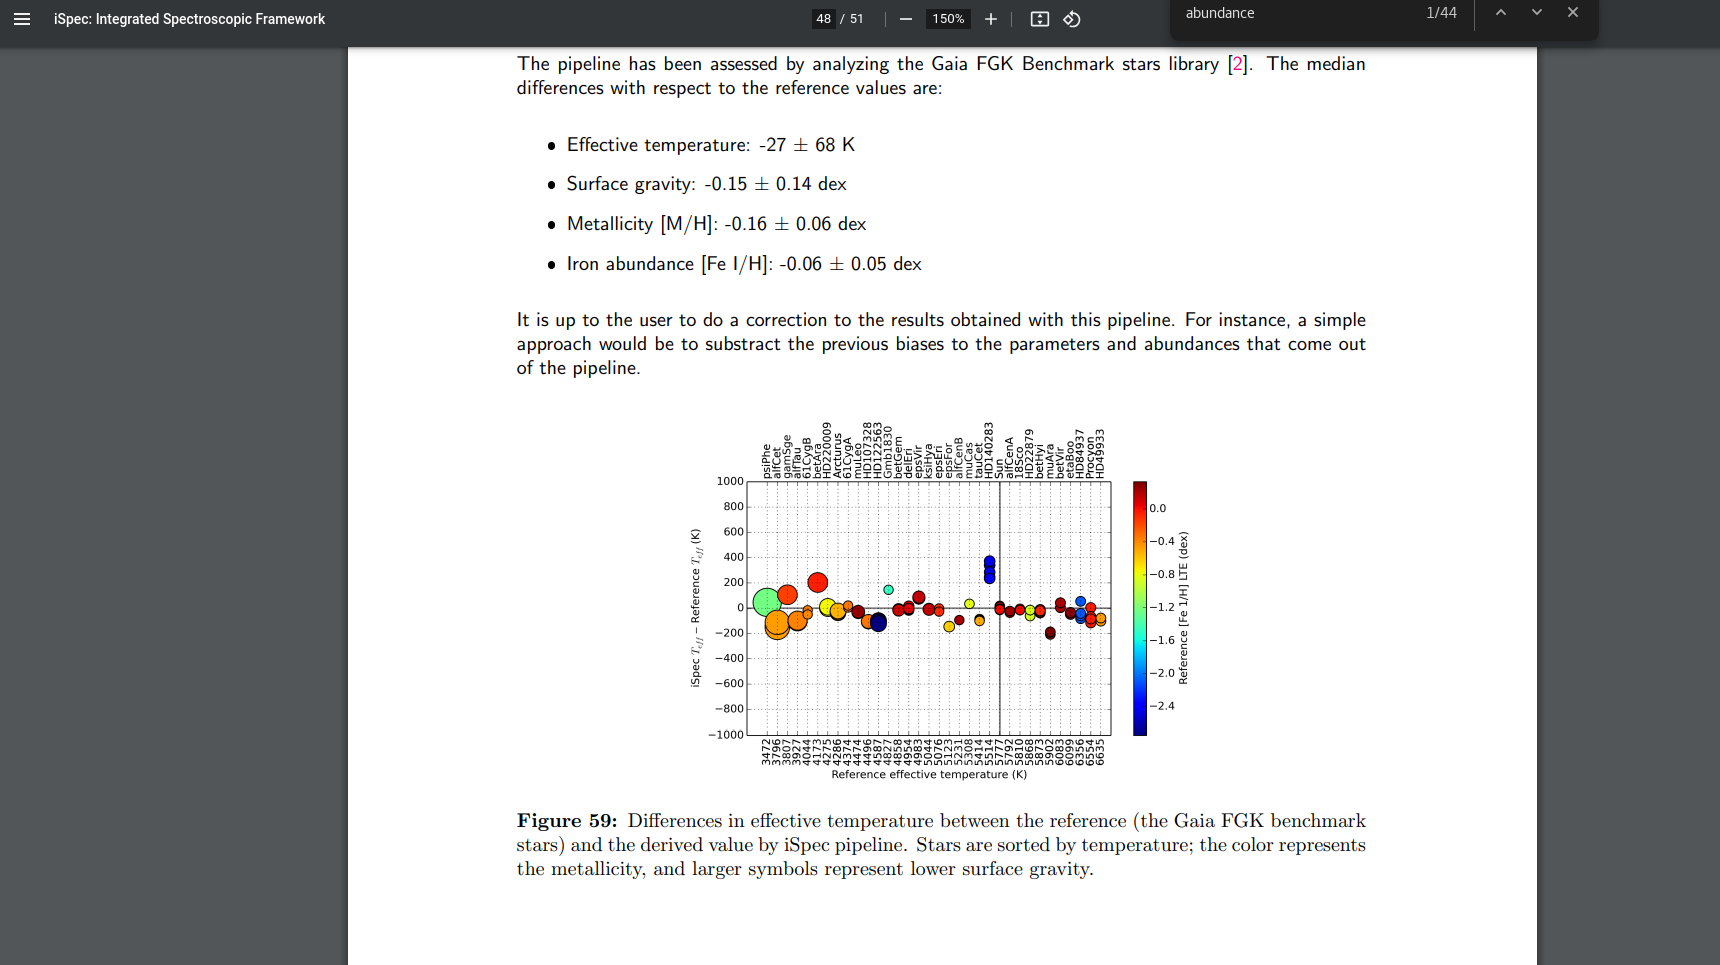 iSpec: Integrated Spectroscopic Framework
48 / 51
150%
abundance
1/44
The pipeline has been assessed by analyzing the Gaia FGK Benchmark stars library [2]. The median
differences with respect to the reference values are:
• Effective temperature: -27 ± 68 K
• Surface gravity: -0.15 ± 0.14 dex
• Metallicity [M/H]: -0.16 ± 0.06 dex
• Iron abundance [Fe I/H]: -0.06 ± 0.05 dex
It is up to the user to do a correction to the results obtained with this pipeline. For instance, a simple
approach would be to substract the previous biases to the parameters and abundances that come out
of the pipeline.
psiPhe
alfCet
gamSge
alfTau
61CygB
betAra
HD220009
Arcturus
61CygA
muLeo
HD107328
HD122563
Gmb1830
betGem
delEri
epsVir
ksiHya
epsEri
epsFor
alfCenB
muCas
tauCet
HD140283
Sun
alfCenA
18Sco
HD22879
betHyi
muAra
betVir
etaBoo
HD84937
Procyon
HD49933
1000
800
600
400
200
0
−200
−400
−600
−800
−1000
iSpec Teff − Reference Teff (K)
3472
3796
3807
3927
4044
4173
4275
4286
4374
4474
4496
4587
4827
4858
4954
4983
5044
5076
5123
5231
5308
5414
5514
5777
5792
5810
5868
5873
5902
6083
6099
6356
6554
6635
Reference effective temperature (K)
0.0
−0.4
−0.8
−1.2
−1.6
−2.0
−2.4
Reference [Fe 1/H] LTE (dex)
Figure 59: Differences in effective temperature between the reference (the Gaia FGK benchmark
stars) and the derived value by iSpec pipeline. Stars are sorted by temperature; the color represents
the metallicity, and larger symbols represent lower surface gravity.